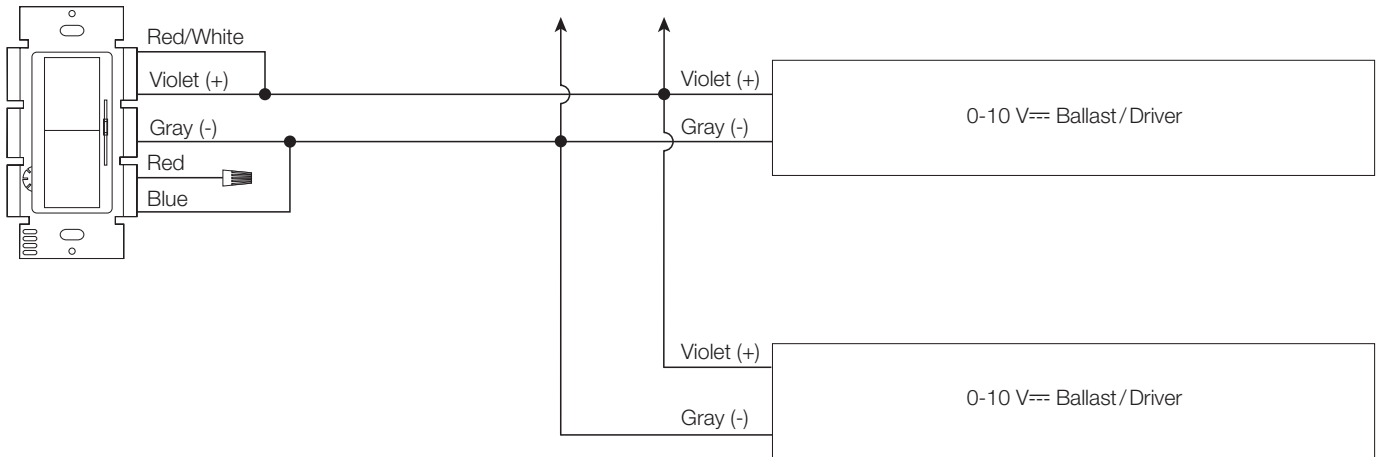 Red/White
Violet (+)
Gray (-)
Red
Blue
Violet (+)
Gray (-)
0-10 V⎓ Ballast/Driver
Violet (+)
Gray (-)
0-10 V⎓ Ballast/Driver